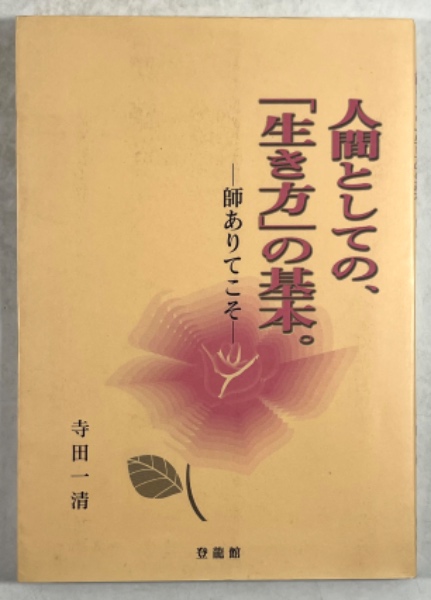 人間としての、
「生き方」の基本。
―師ありてこそ―
寺田一清
登龍館